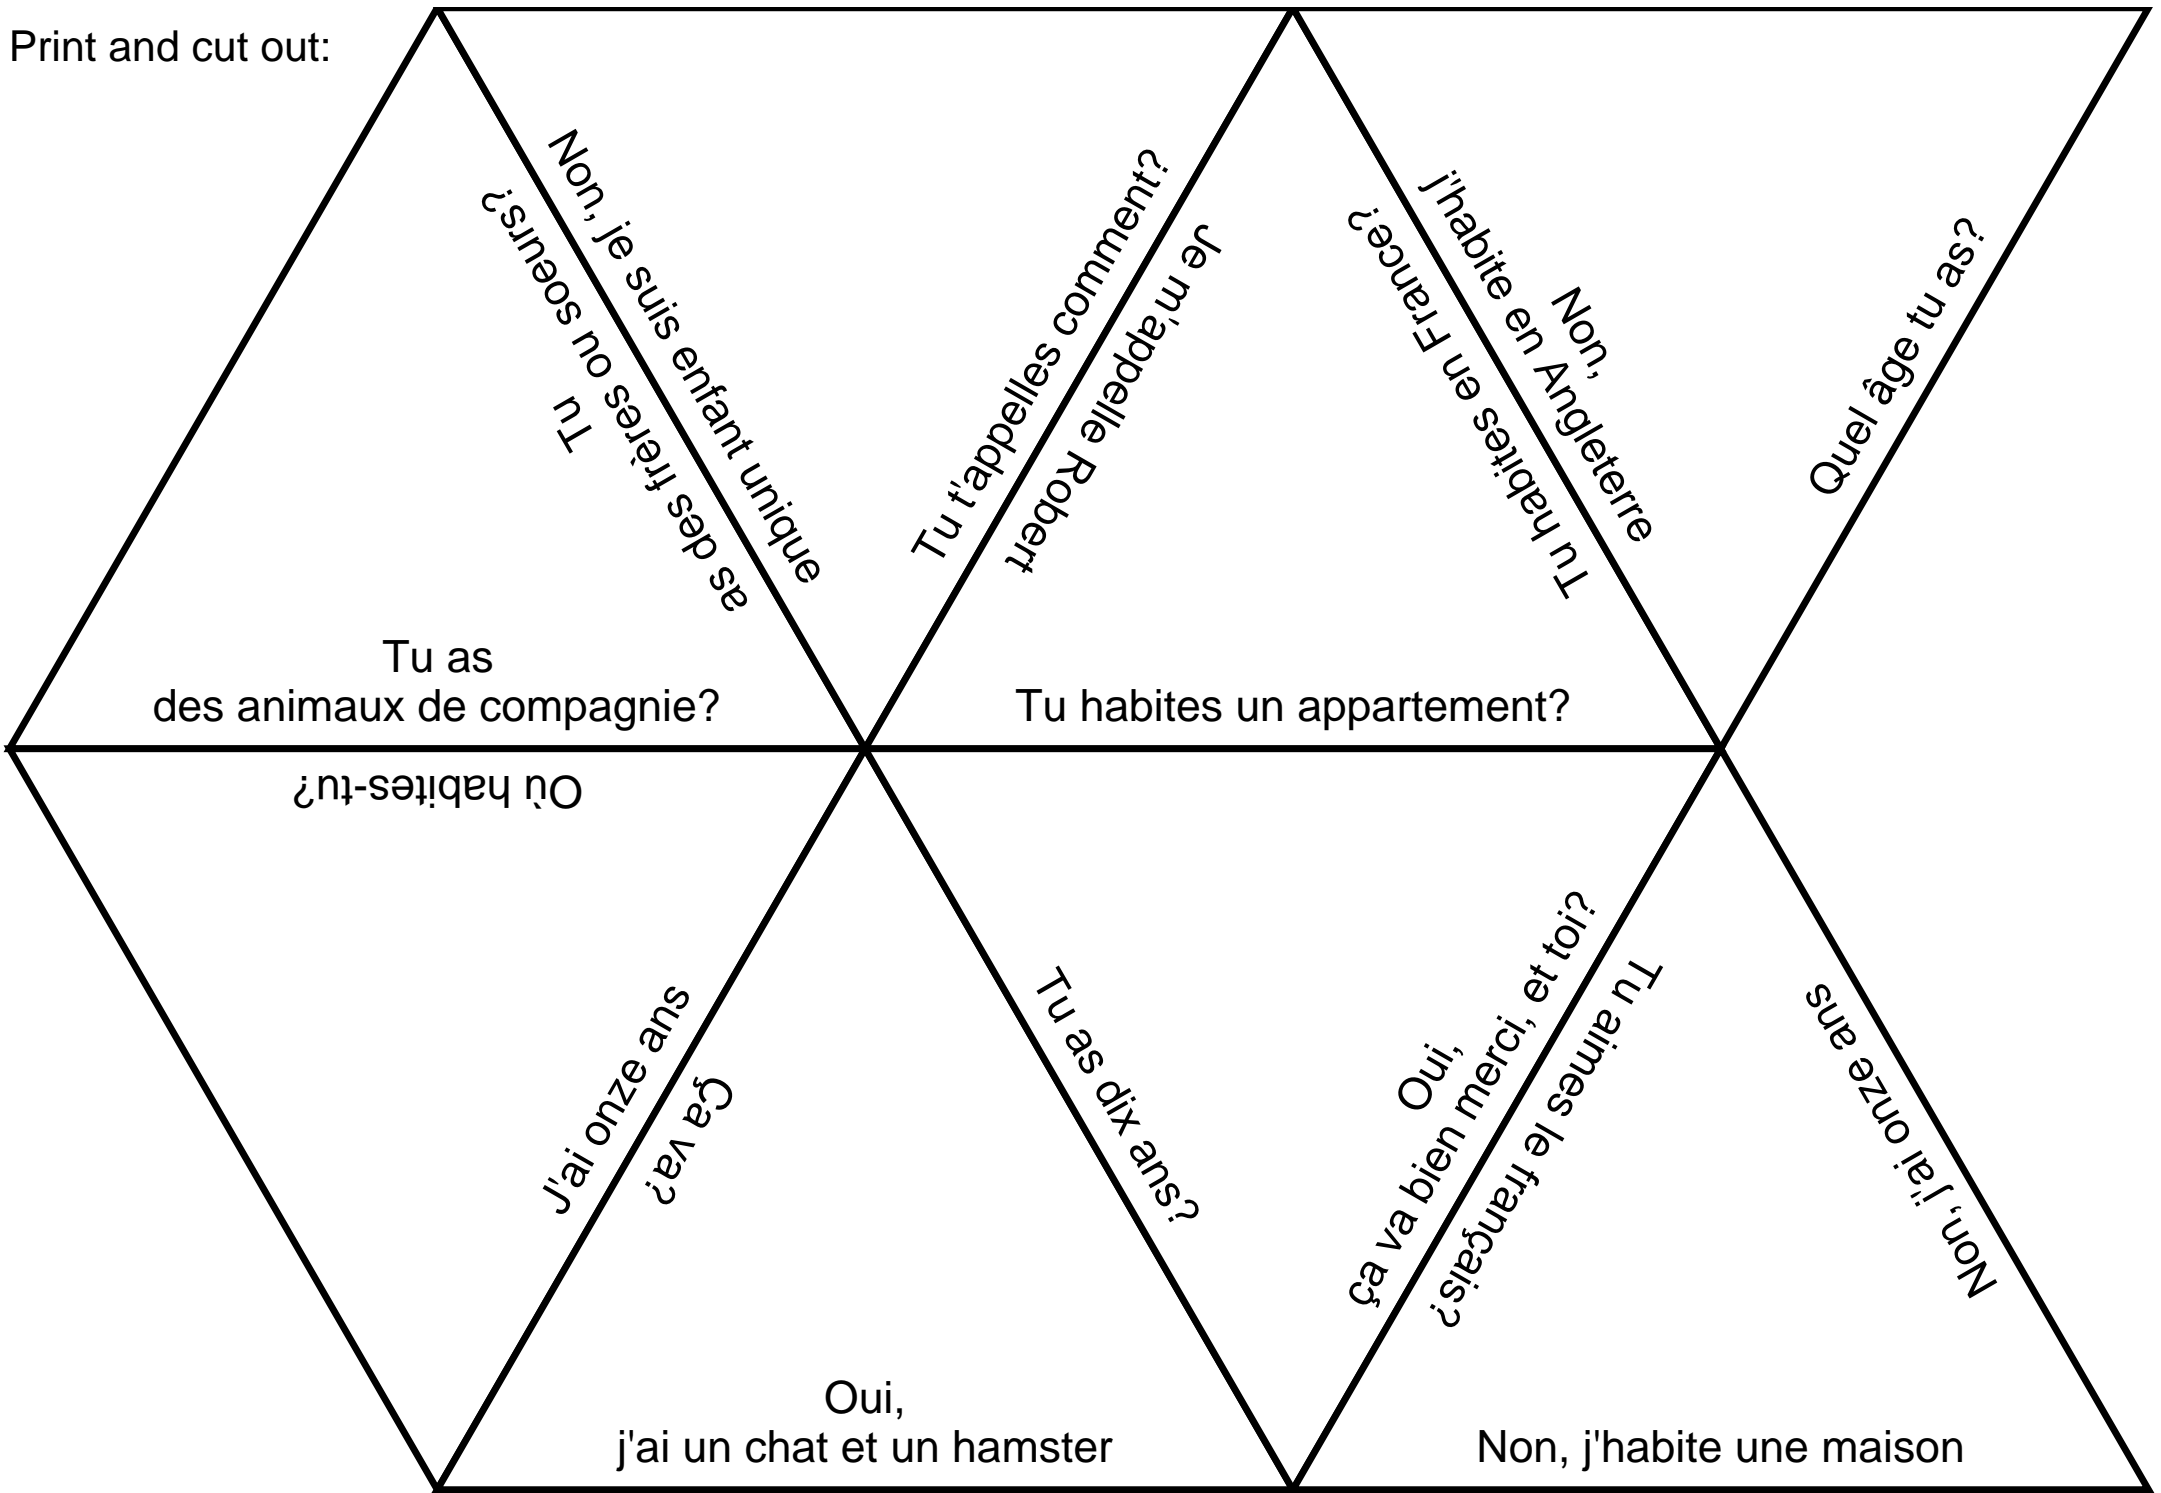 Print and cut out:
Non, je suis enfant unique
Tu
as des frères ou soeurs?
Tu as
des animaux de compagnie?
Tu t'appelles comment?
Je m'appelle Robert
Tu habites en France?
Tu habites un appartement?
Non,
j'habite en Angleterre
Quel âge tu as?
Où habites-tu?
J'ai onze ans
Ça va?
Tu as dix ans?
Oui,
j'ai un chat et un hamster
Oui,
ça va bien merci, et toi?
Tu aimes le français?
Non, j'ai onze ans
Non, j'habite une maison